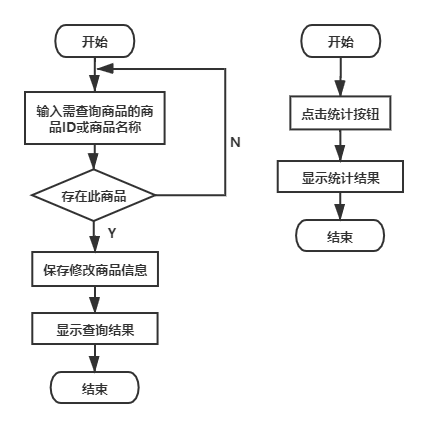 开始
输入需查询商品的商
品ID或商品名称
存在此商品
N
Y
保存修改商品信息
显示查询结果
结束
开始
点击统计按钮
显示统计结果
结束